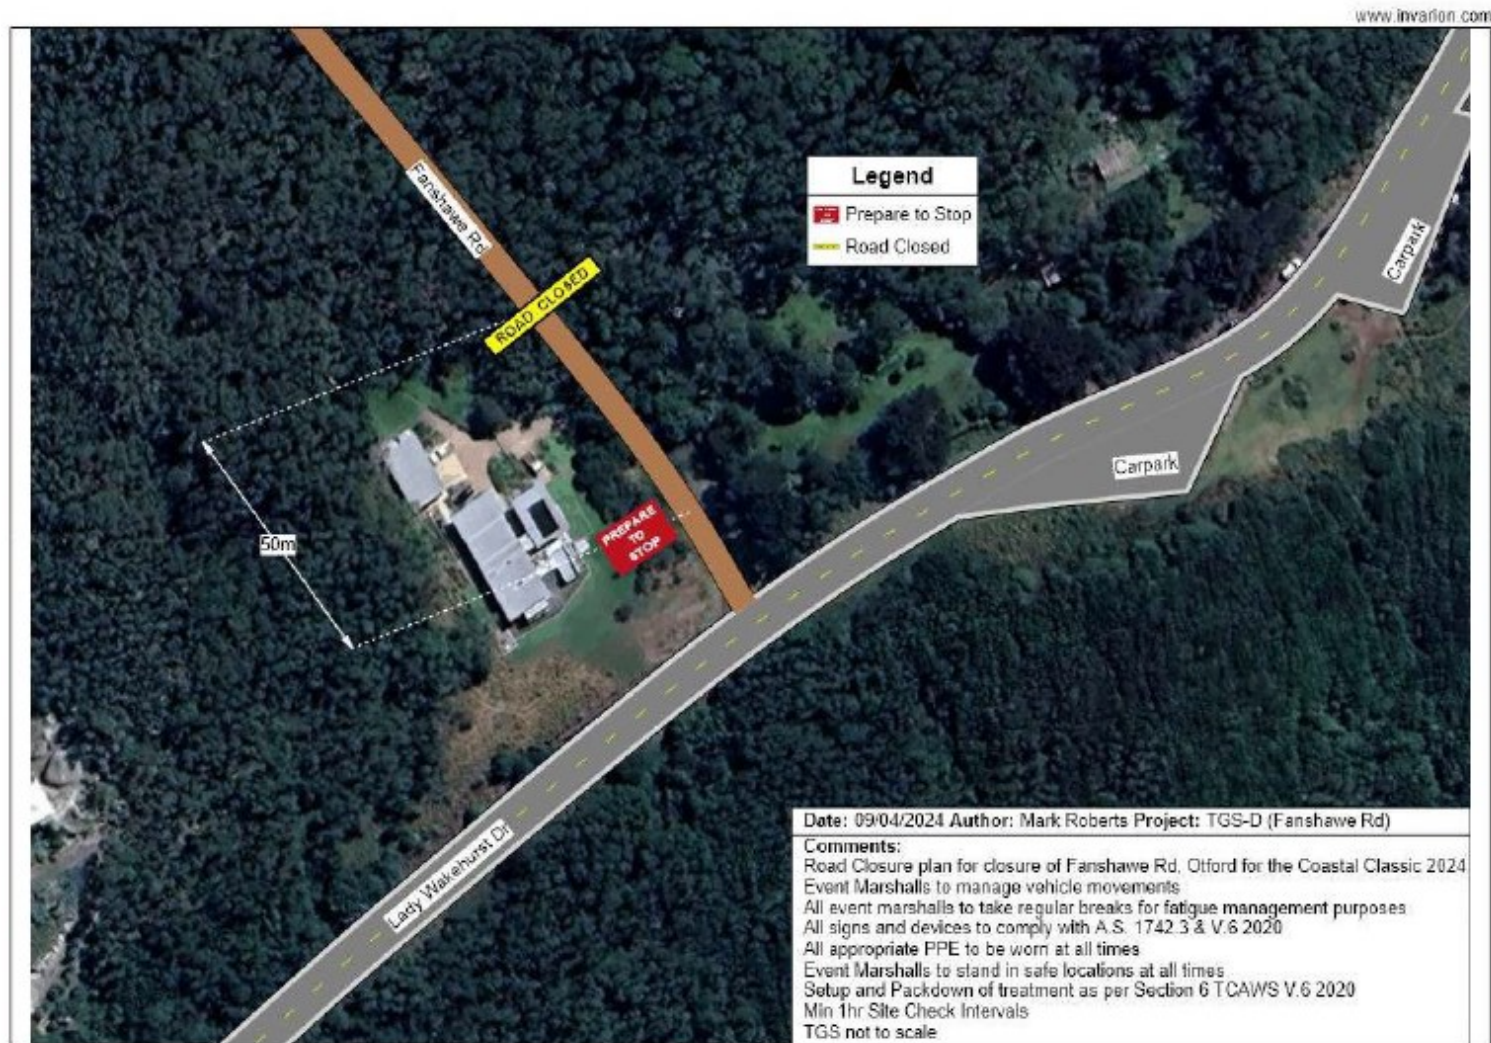 www.invarion.com
Fanshawe Rd
ROAD CLOSED
Legend
Prepare to Stop
Road Closed
Carpark
Carpark
PREPARE
TO
STOP
50m
Lady Wakehurst Dr
Date: 09/04/2024 Author: Mark Roberts Project: TGS-D (Fanshawe Rd)
Comments:
Road Closure plan for closure of Fanshawe Rd, Otford for the Coastal Classic 2024
Event Marshalls to manage vehicle movements
All event marshalls to take regular breaks for fatigue management purposes
All signs and devices to comply with A.S. 1742.3 & V.6 2020
All appropriate PPE to be worn at all times
Event Marshalls to stand in safe locations at all times
Setup and Packdown of treatment as per Section 6 TCAWS V.6 2020
Min 1hr Site Check Intervals
TGS not to scale